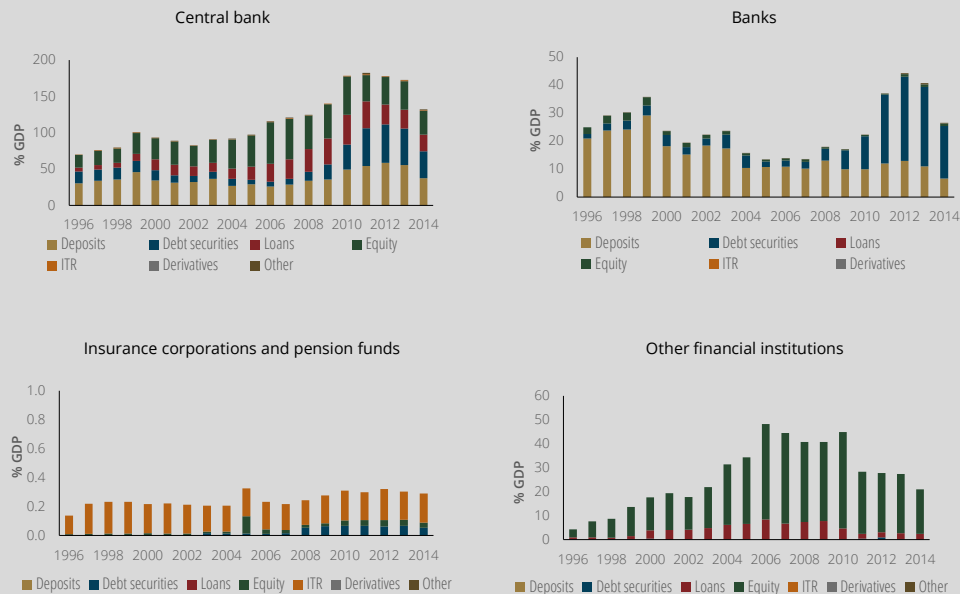 Central bank
200
150
100
50
0
% GDP
1996 1998 2000 2002 2004 2006 2008 2010 2012 2014
Deposits Debt securities Loans Equity
ITR Derivatives Other
Banks
50
40
30
20
10
0
% GDP
1996 1998 2000 2002 2004 2006 2008 2010 2012 2014
Deposits Debt securities Loans
Equity ITR Derivatives
Insurance corporations and pension funds
1.0
0.8
0.6
0.4
0.2
0.0
% GDP
1996 1998 2000 2002 2004 2006 2008 2010 2012 2014
Deposits Debt securities Loans Equity ITR Derivatives Other
Other financial institutions
60
50
40
30
20
10
0
% GDP
1996 1998 2000 2002 2004 2006 2008 2010 2012 2014
Deposits Debt securities Loans Equity ITR Derivatives Other